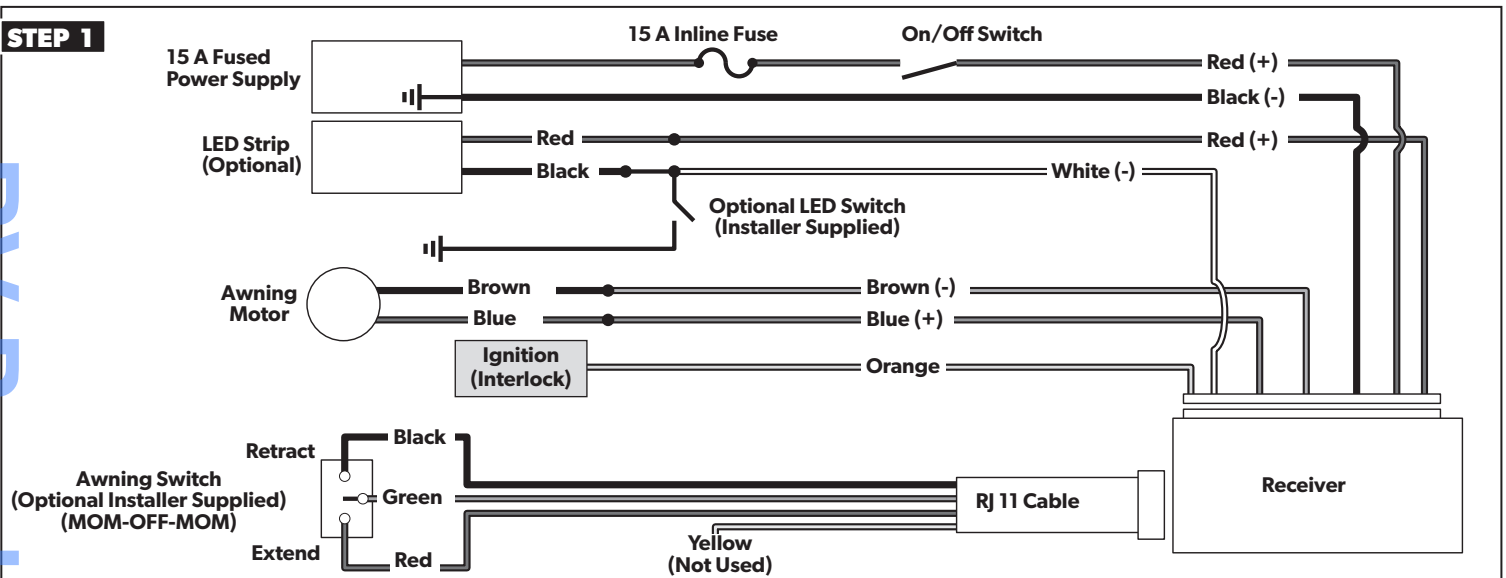 STEP 1
15 A Inline Fuse
On/Off Switch
15 A Fused
Power Supply
Red (+)
Black (-)
LED Strip
(Optional)
Red
Red (+)
Black
White (-)
Optional LED Switch
(Installer Supplied)
Awning
Motor
Brown
Brown (-)
Blue
Blue (+)
Ignition
(Interlock)
Orange
Retract
Black
Awning Switch
(Optional Installer Supplied)
(MOM-OFF-MOM)
Green
Extend
Red
Yellow
(Not Used)
RJ 11 Cable
Receiver